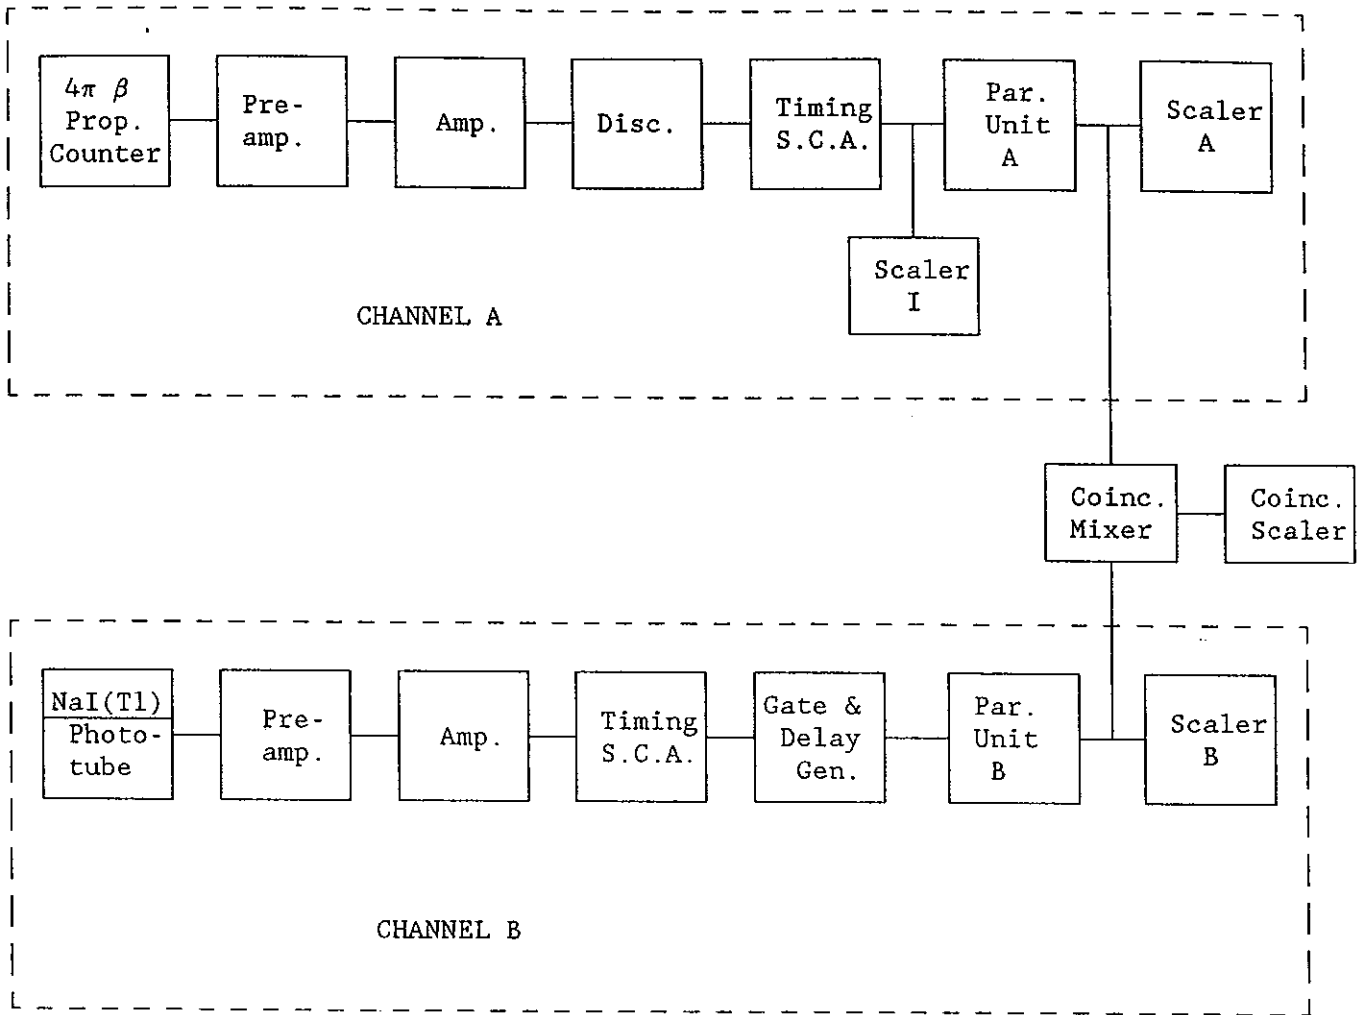 4π β
Prop.
Counter
Pre-
amp.
Amp.
Disc.
Timing
S.C.A.
Par.
Unit
A
Scaler
A
Scaler
I
CHANNEL A
Coinc.
Mixer
Coinc.
Scaler
NaI(Tl)
Photo-
tube
Pre-
amp.
Amp.
Timing
S.C.A.
Gate &
Delay
Gen.
Par.
Unit
B
Scaler
B
CHANNEL B